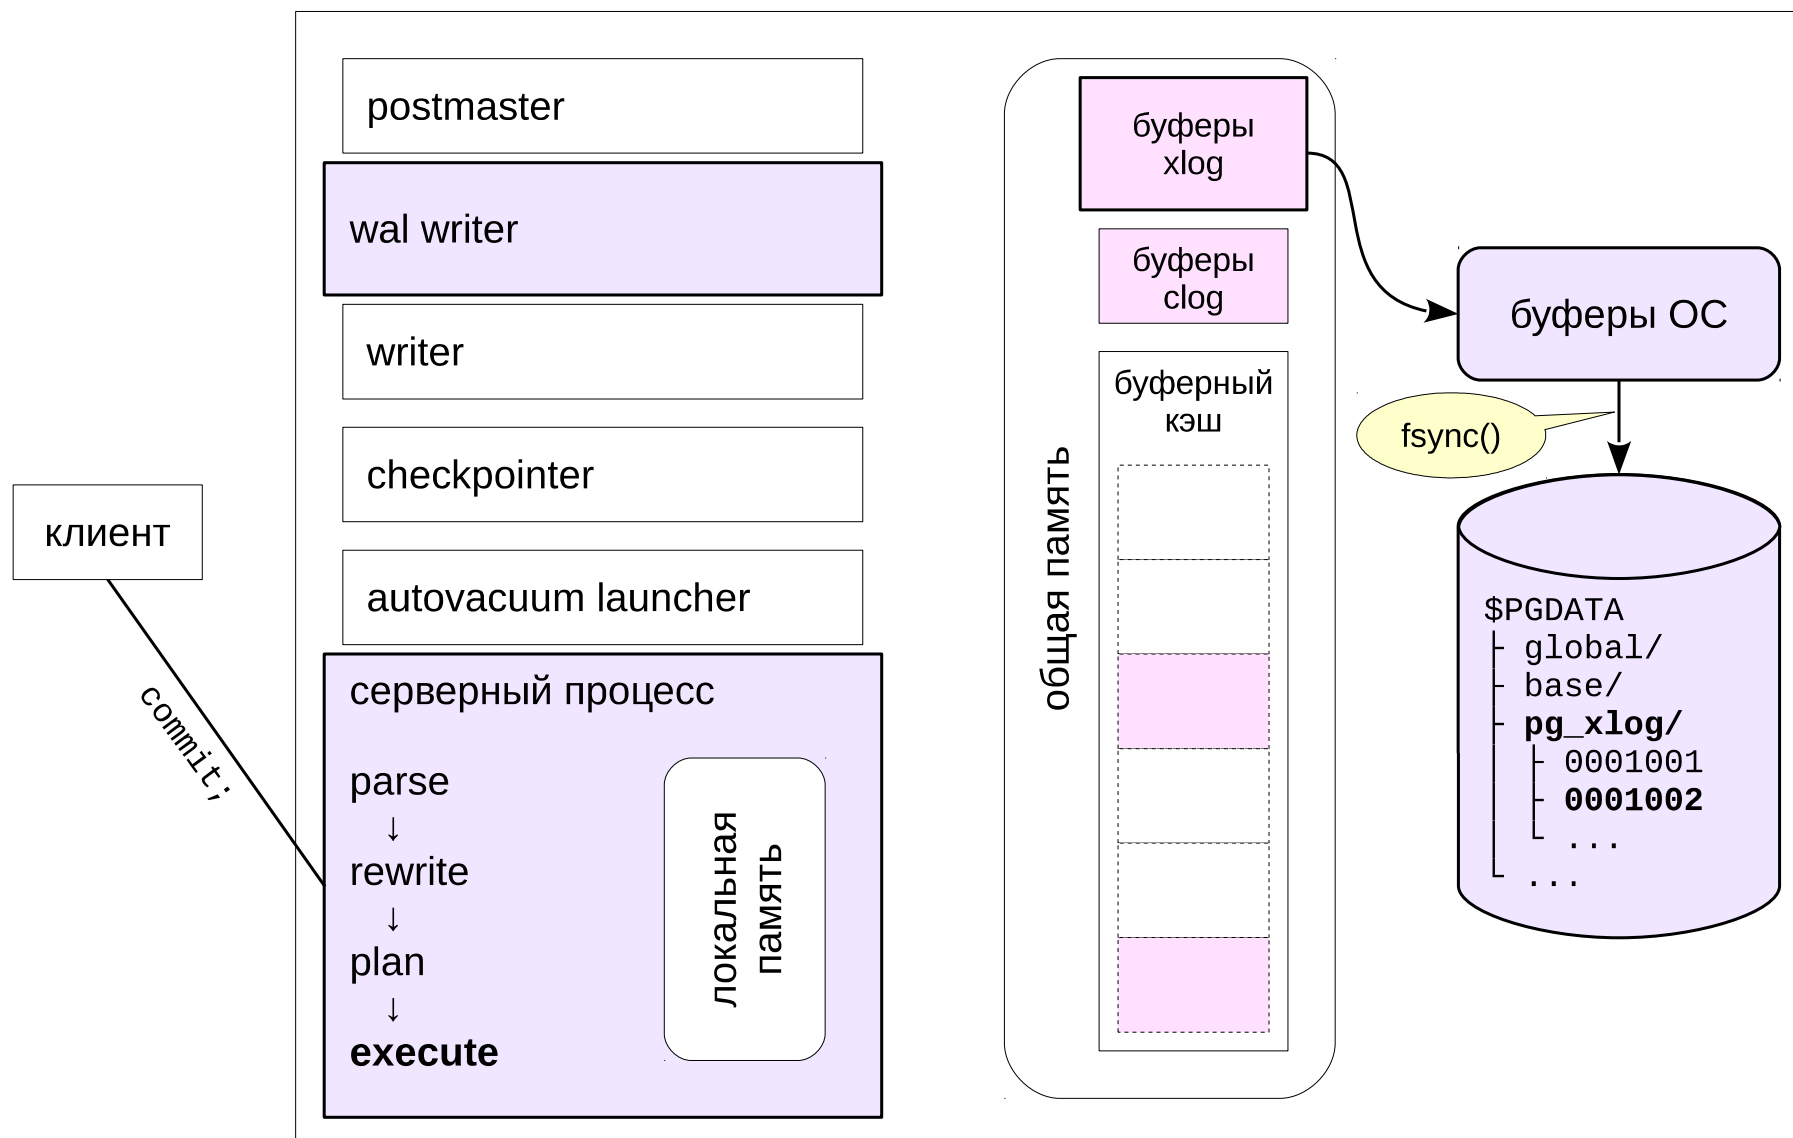 postmaster
wal writer
writer
checkpointer
autovacuum launcher
клиент
commit;
серверный процесс
parse
↓
rewrite
↓
plan
↓
execute
локальная
память
общая память
буферы
xlog
буферы
clog
буферный
кэш
буферы ОС
fsync()
$PGDATA
├ global/
├ base/
├ pg_xlog/
│ ├ 0001001
│ ├ 0001002
│ └ ...
└ ...